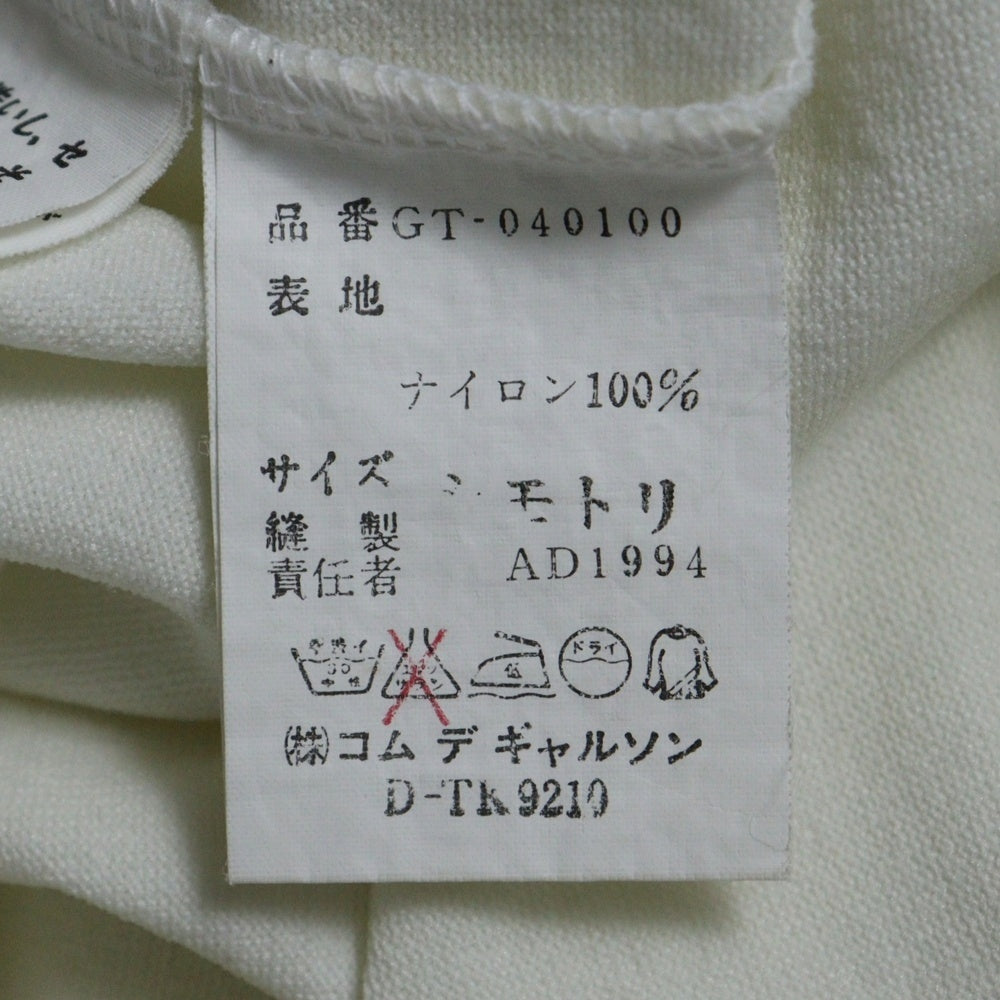 品番GT-040100
表地
ナイロン100%
サイズ
縫製 モトリ
責任者 AD1994
ドライ
低
(株)コム デ ギャルソン
D-TK9210